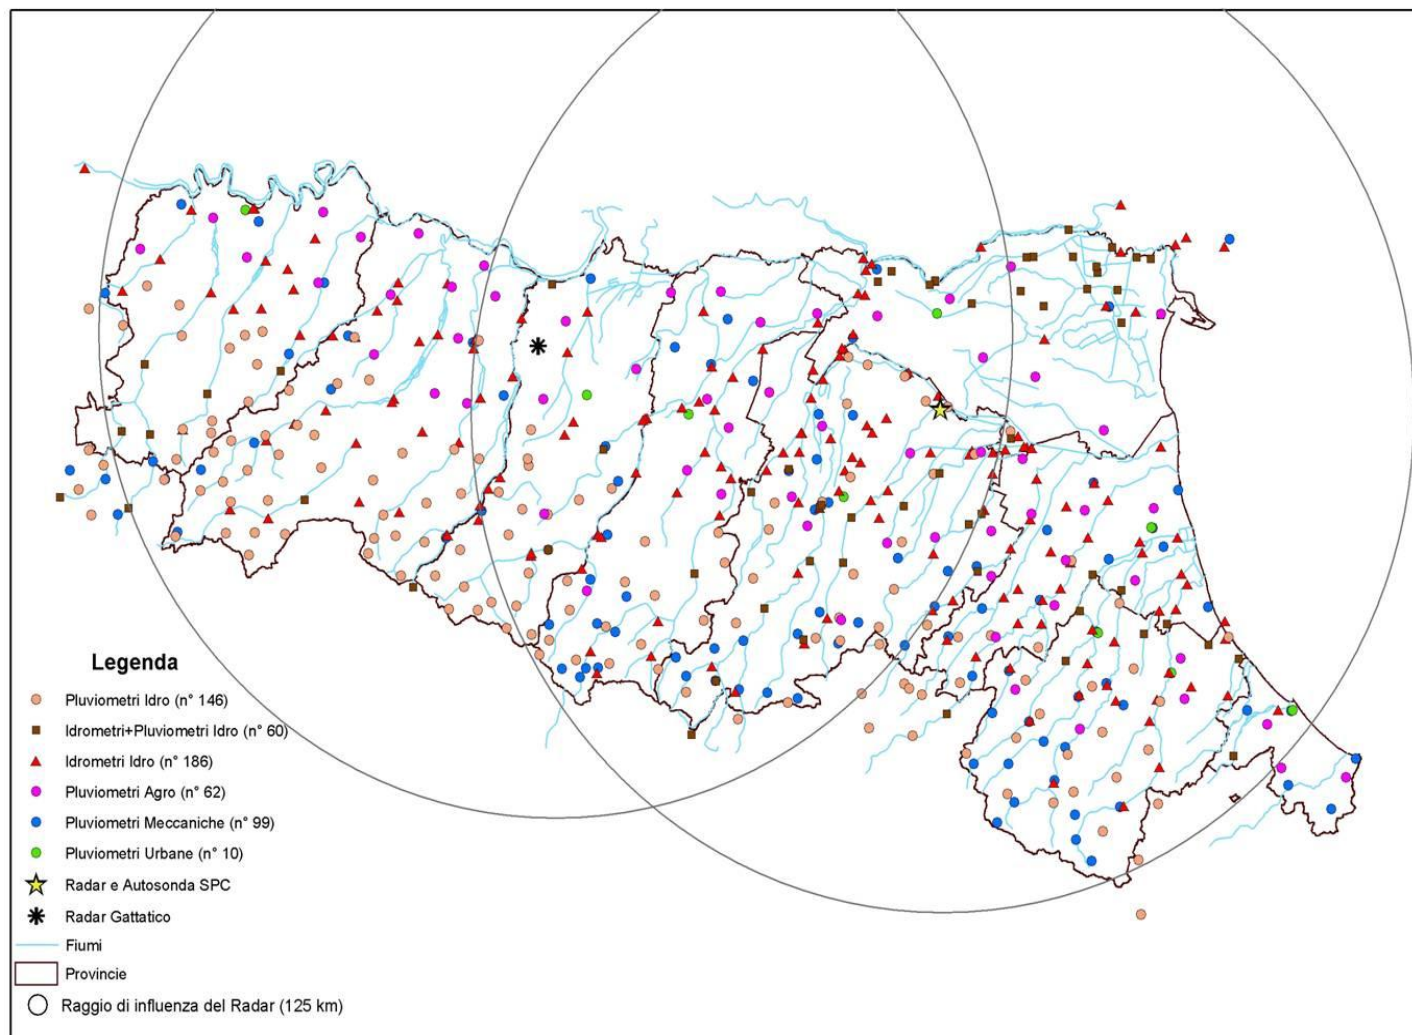 Legenda
Pluviometri Idro (n° 146)
Idrometri+Pluviometri Idro (n° 60)
Idrometri Idro (n° 186)
Pluviometri Agro (n° 62)
Pluviometri Meccaniche (n° 99)
Pluviometri Urbane (n° 10)
Radar e Autosonda SPC
Radar Gattatico
Fiumi
Provincie
Raggio di influenza del Radar (125 km)